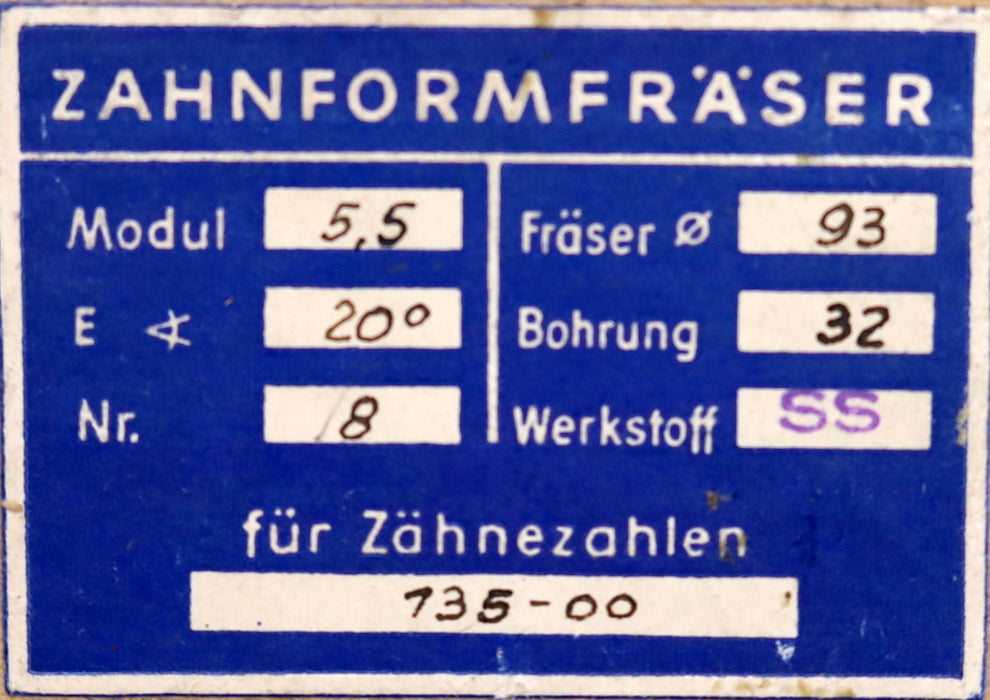 ZAHNFORMFRÄSER
Modul 5,5
E ∢ 20°
Nr. 8
Fräser ø 93
Bohrung 32
Werkstoff SS
für Zähnezahlen
135-00